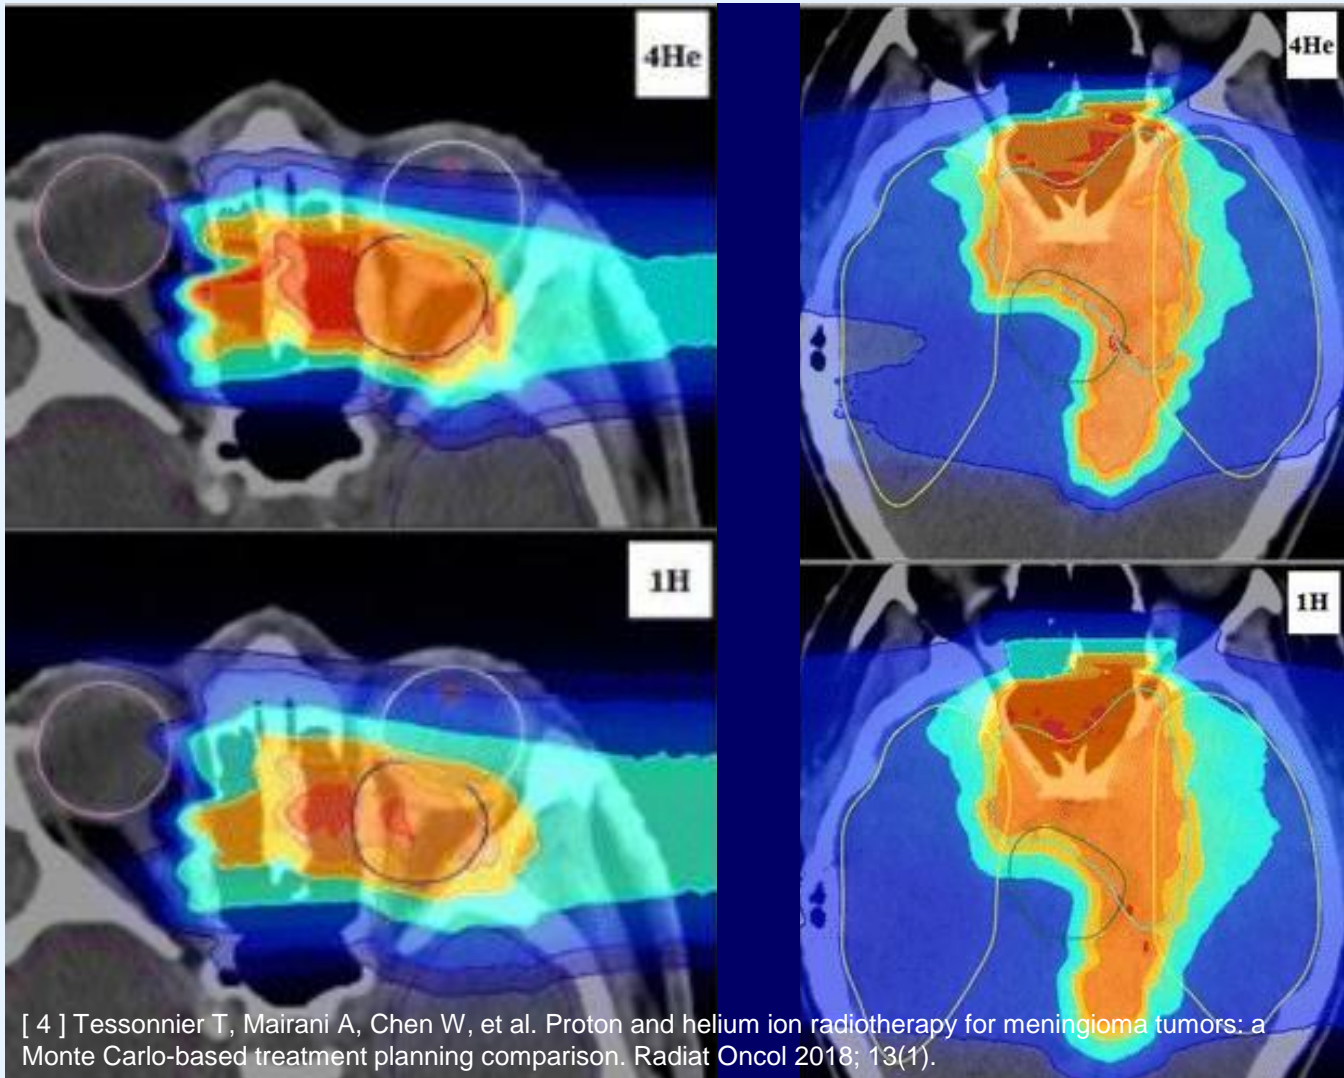 4He
4He
1H
1H
[ 4 ] Tessonnier T, Mairani A, Chen W, et al. Proton and helium ion radiotherapy for meningioma tumors: a
Monte Carlo-based treatment planning comparison. Radiat Oncol 2018; 13(1).